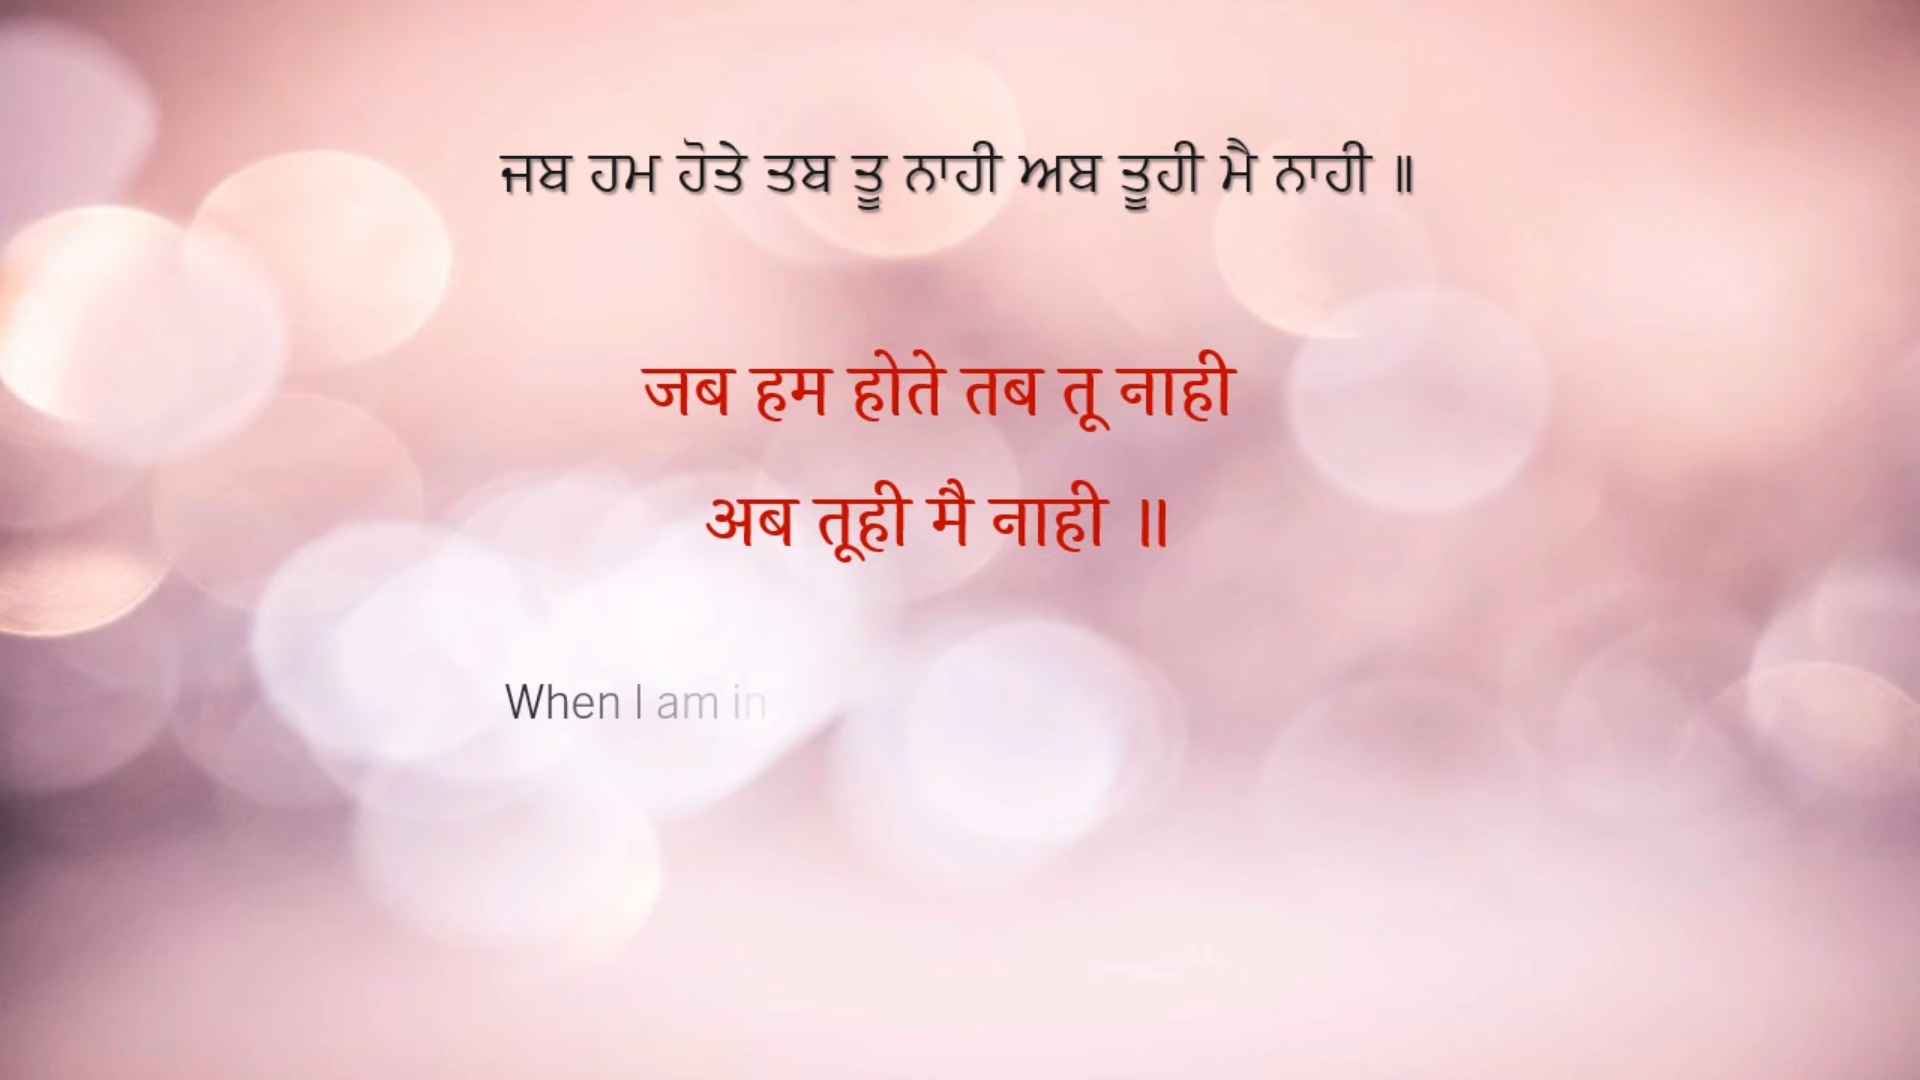 ਜਬ ਹਮ ਹੋਤੇ ਤਬ ਤੂ ਨਾਹੀ ਅਬ ਤੂਹੀ ਮੈ ਨਾਹੀ ॥
जब हम होते तब तू नाही
अब तूही मै नाही ॥
When I am in